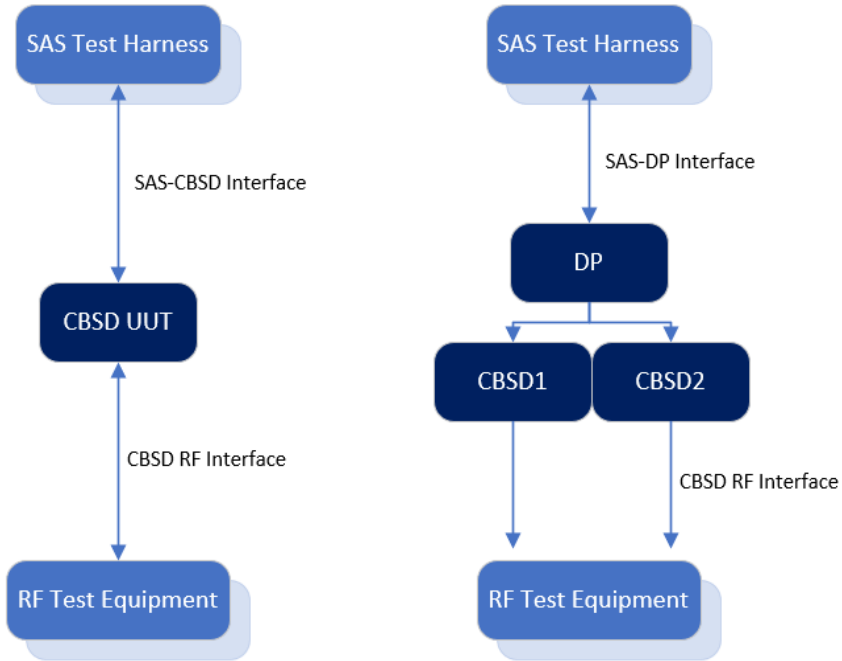 SAS Test Harness
SAS-CBSD Interface
CBSD UUT
CBSD RF Interface
RF Test Equipment
SAS Test Harness
SAS-DP Interface
DP
CBSD1
CBSD2
CBSD RF Interface
RF Test Equipment